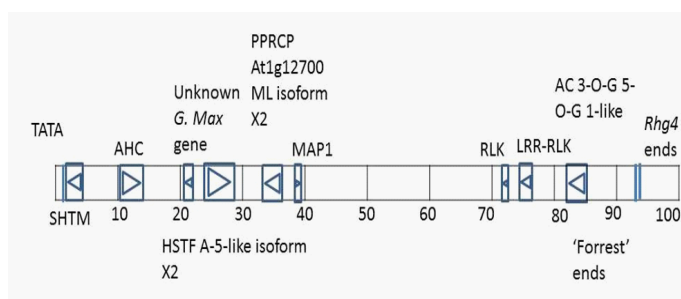 PPRCP
At1g12700
ML isoform
X2
Unknown
G. Max
gene
AC 3-O-G 5-
O-G 1-like
Rhg4
ends
TATA
AHC
MAP1
RLK
LRR-RLK
SHTM 10 20 30 40 50 60 70 80 90 100
HSTF A-5-like isoform
X2
‘Forrest’
ends